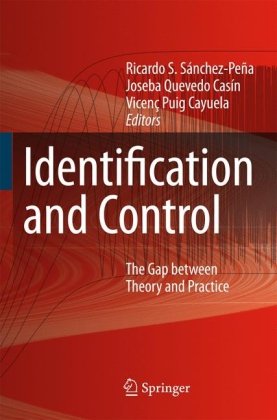 Ricardo S. Sánchez-Peña
Joseba Quevedo Casín
Vicenç Puig Cayuela
Editors
Identification
and Control
The Gap between
Theory and Practice
Springer